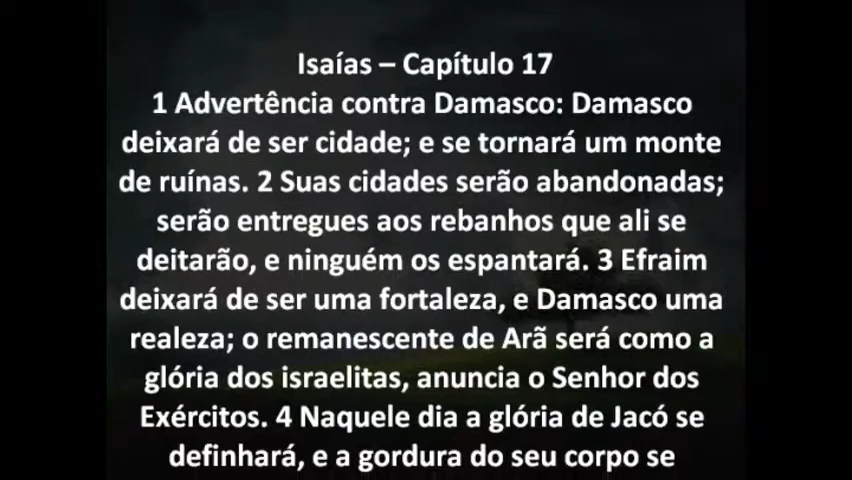 Isaías – Capítulo 17
1 Advertência contra Damasco: Damasco
deixará de ser cidade; e se tornará um monte
de ruínas. 2 Suas cidades serão abandonadas;
serão entregues aos rebanhos que ali se
deitarão, e ninguém os espantará. 3 Efraim
deixará de ser uma fortaleza, e Damasco uma
realeza; o remanescente de Arã será como a
glória dos israelitas, anuncia o Senhor dos
Exércitos. 4 Naquele dia a glória de Jacó se
definhará, e a gordura do seu corpo se